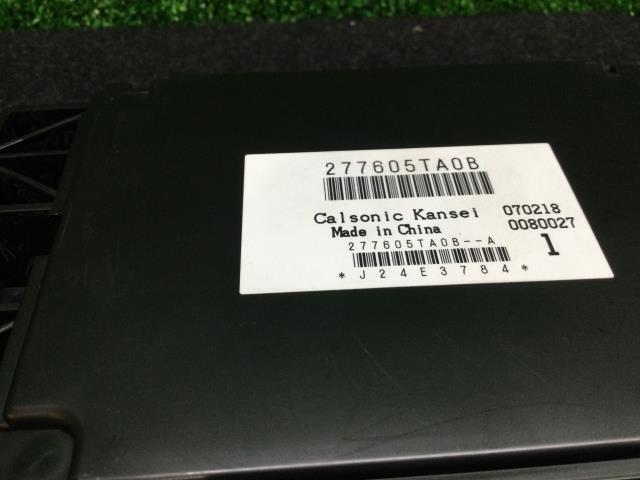 277605TA0B
Calsonic Kansei 070218
Made in China 0080027
277605TA0B--A 1
*J24E3784*